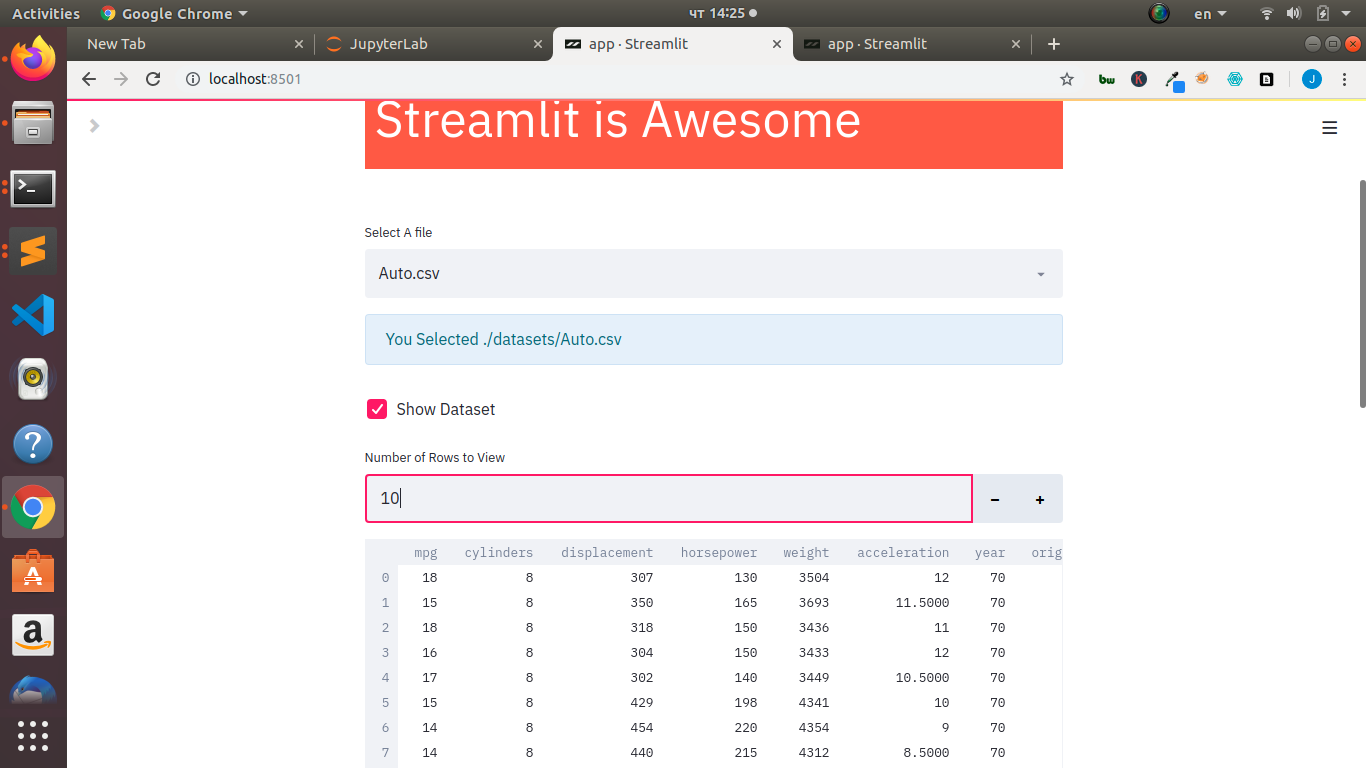 Activities Google Chrome чт 14:25 en
New Tab JupyterLab app · Streamlit app · Streamlit
localhost:8501 bw K J
Streamlit is Awesome
Select A file
Auto.csv
You Selected ./datasets/Auto.csv
Show Dataset
Number of Rows to View
10 - +
mpg cylinders displacement horsepower weight acceleration year orig
0 18 8 307 130 3504 12 70
1 15 8 350 165 3693 11.5000 70
2 18 8 318 150 3436 11 70
3 16 8 304 150 3433 12 70
4 17 8 302 140 3449 10.5000 70
5 15 8 429 198 4341 10 70
6 14 8 454 220 4354 9 70
7 14 8 440 215 4312 8.5000 70